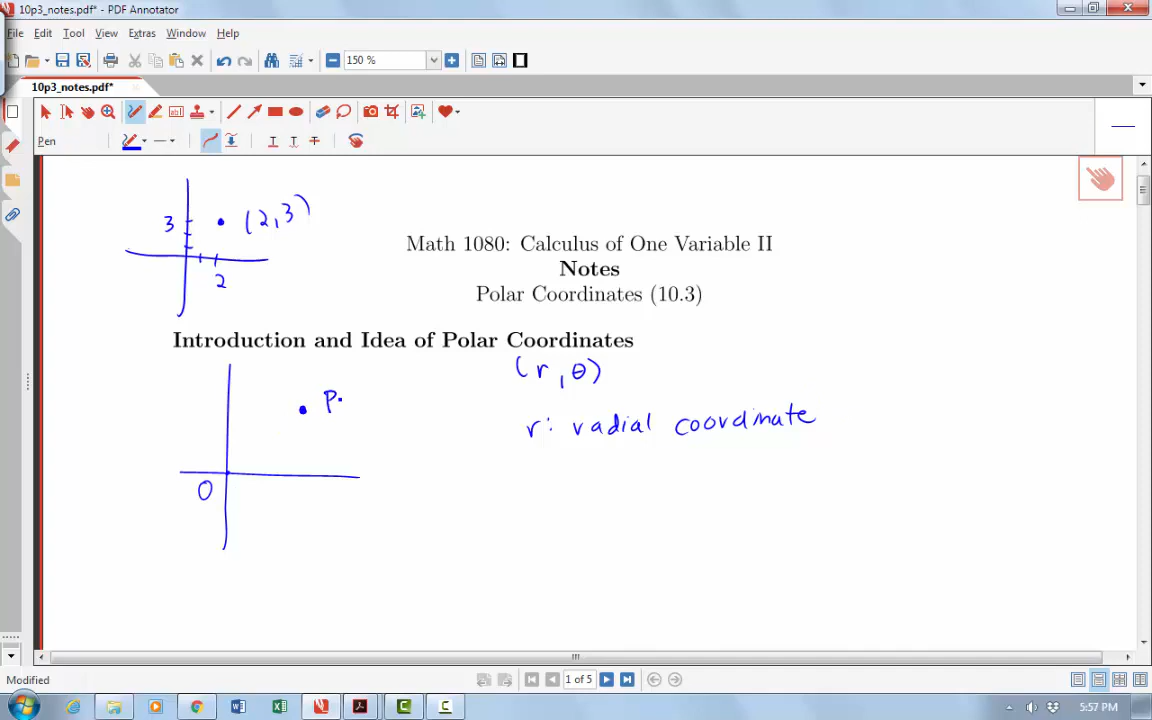 10p3_notes.pdf* - PDF Annotator
File Edit Tool View Extras Window Help
150 %
10p3_notes.pdf*
Pen
3 (2,3)
2
Math 1080: Calculus of One Variable II
Notes
Polar Coordinates (10.3)
Introduction and Idea of Polar Coordinates
(r, θ)
P
r: radial coordinate
O
1 of 5
Modified
5:57 PM